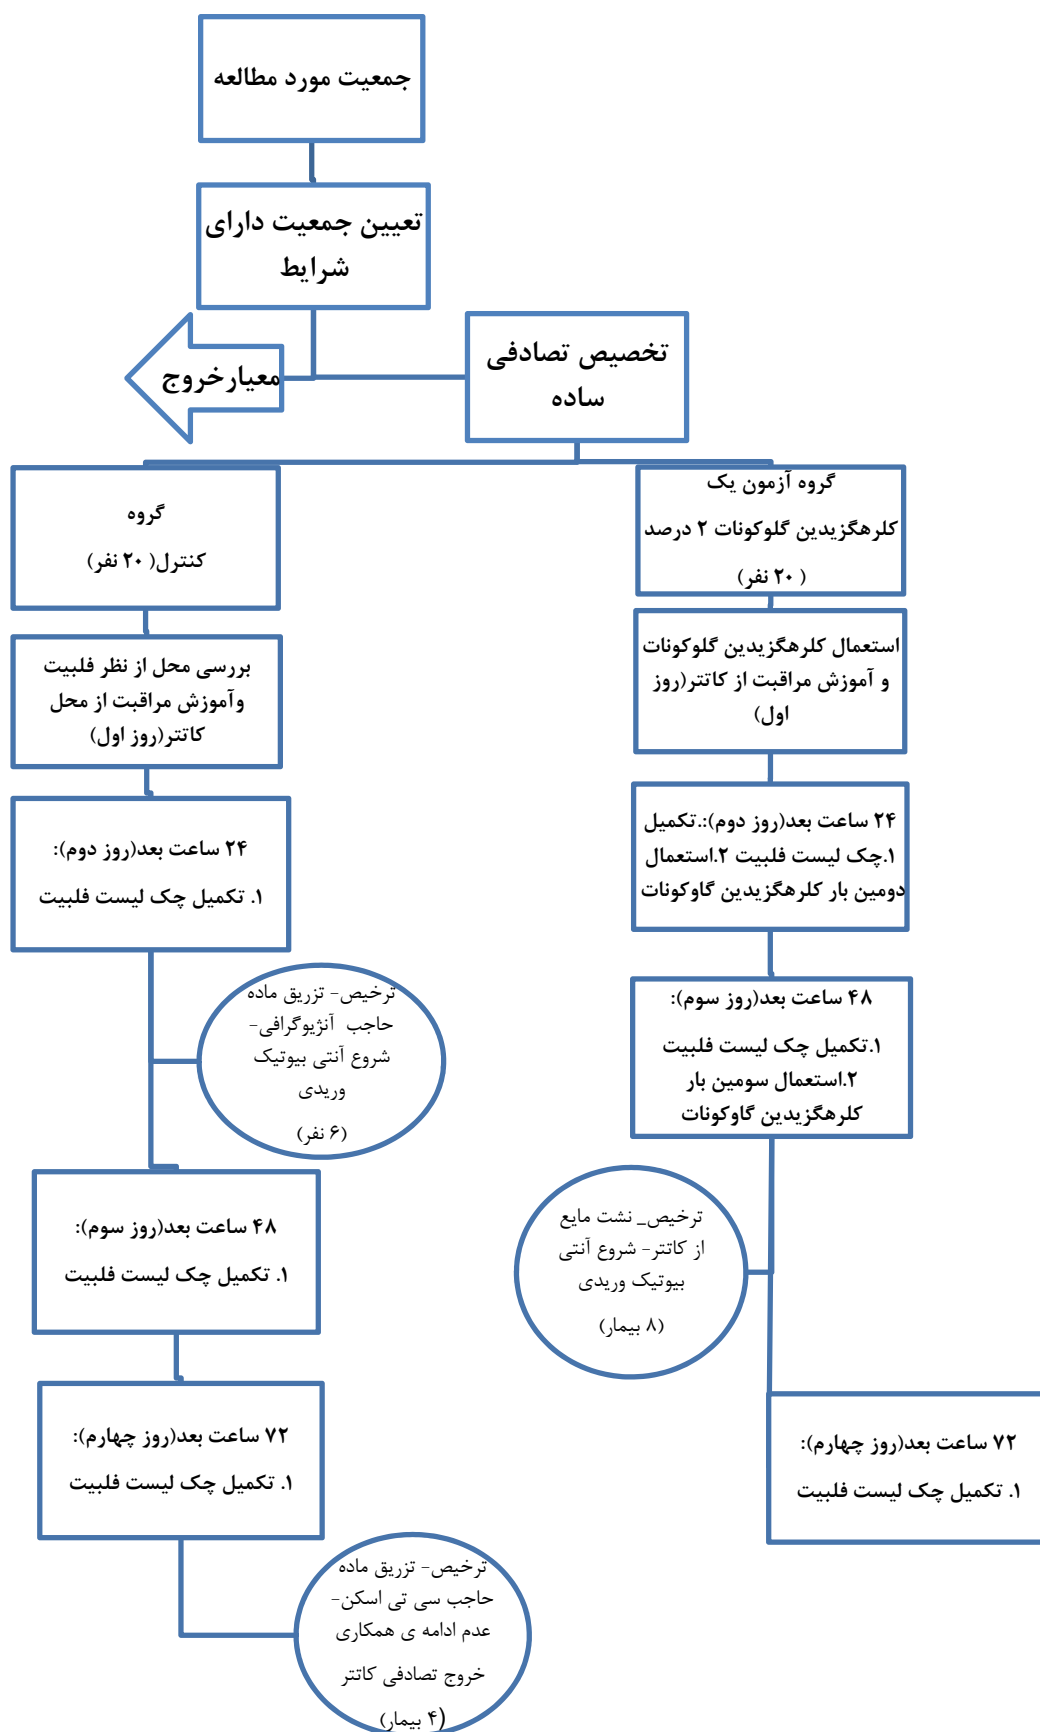 جمعیت مورد مطالعه
تعیین جمعیت دارای
شرایط
تخصیص تصادفی
ساده
معیارخروج
گروه آزمون یک
کلرهگزیدین گلوکونات ۲ درصد
(۲۰ نفر)
استعمال کلرهگزیدین گلوکونات
و آموزش مراقبت از کاتتر(روز
اول)
۲۴ ساعت بعد(روز دوم):.تکمیل
۱.چک لیست فلبیت ۲.استعمال
دومین بار کلرهگزیدین گاوکونات
۴۸ ساعت بعد(روز سوم):
۱.تکمیل چک لیست فلبیت
۲.استعمال سومین بار
کلرهگزیدین گاوکونات
ترخیص_ نشت مایع
از کاتتر- شروع آنتی
بیوتیک وریدی
(۸ بیمار)
۷۲ ساعت بعد(روز چهارم):
۱. تکمیل چک لیست فلبیت
گروه
کنترل( ۲۰ نفر)
بررسی محل از نظر فلبیت
وآموزش مراقبت از محل
کاتتر(روز اول)
۲۴ ساعت بعد(روز دوم):
۱. تکمیل چک لیست فلبیت
ترخیص- تزریق ماده
حاجب آنژیوگرافی-
شروع آنتی بیوتیک
وریدی
(۶ نفر)
۴۸ ساعت بعد(روز سوم):
۱. تکمیل چک لیست فلبیت
۷۲ ساعت بعد(روز چهارم):
۱. تکمیل چک لیست فلبیت
ترخیص- تزریق ماده
حاجب سی تی اسکن-
عدم ادامه ی همکاری
خروج تصادفی کاتتر
(۴ بیمار)